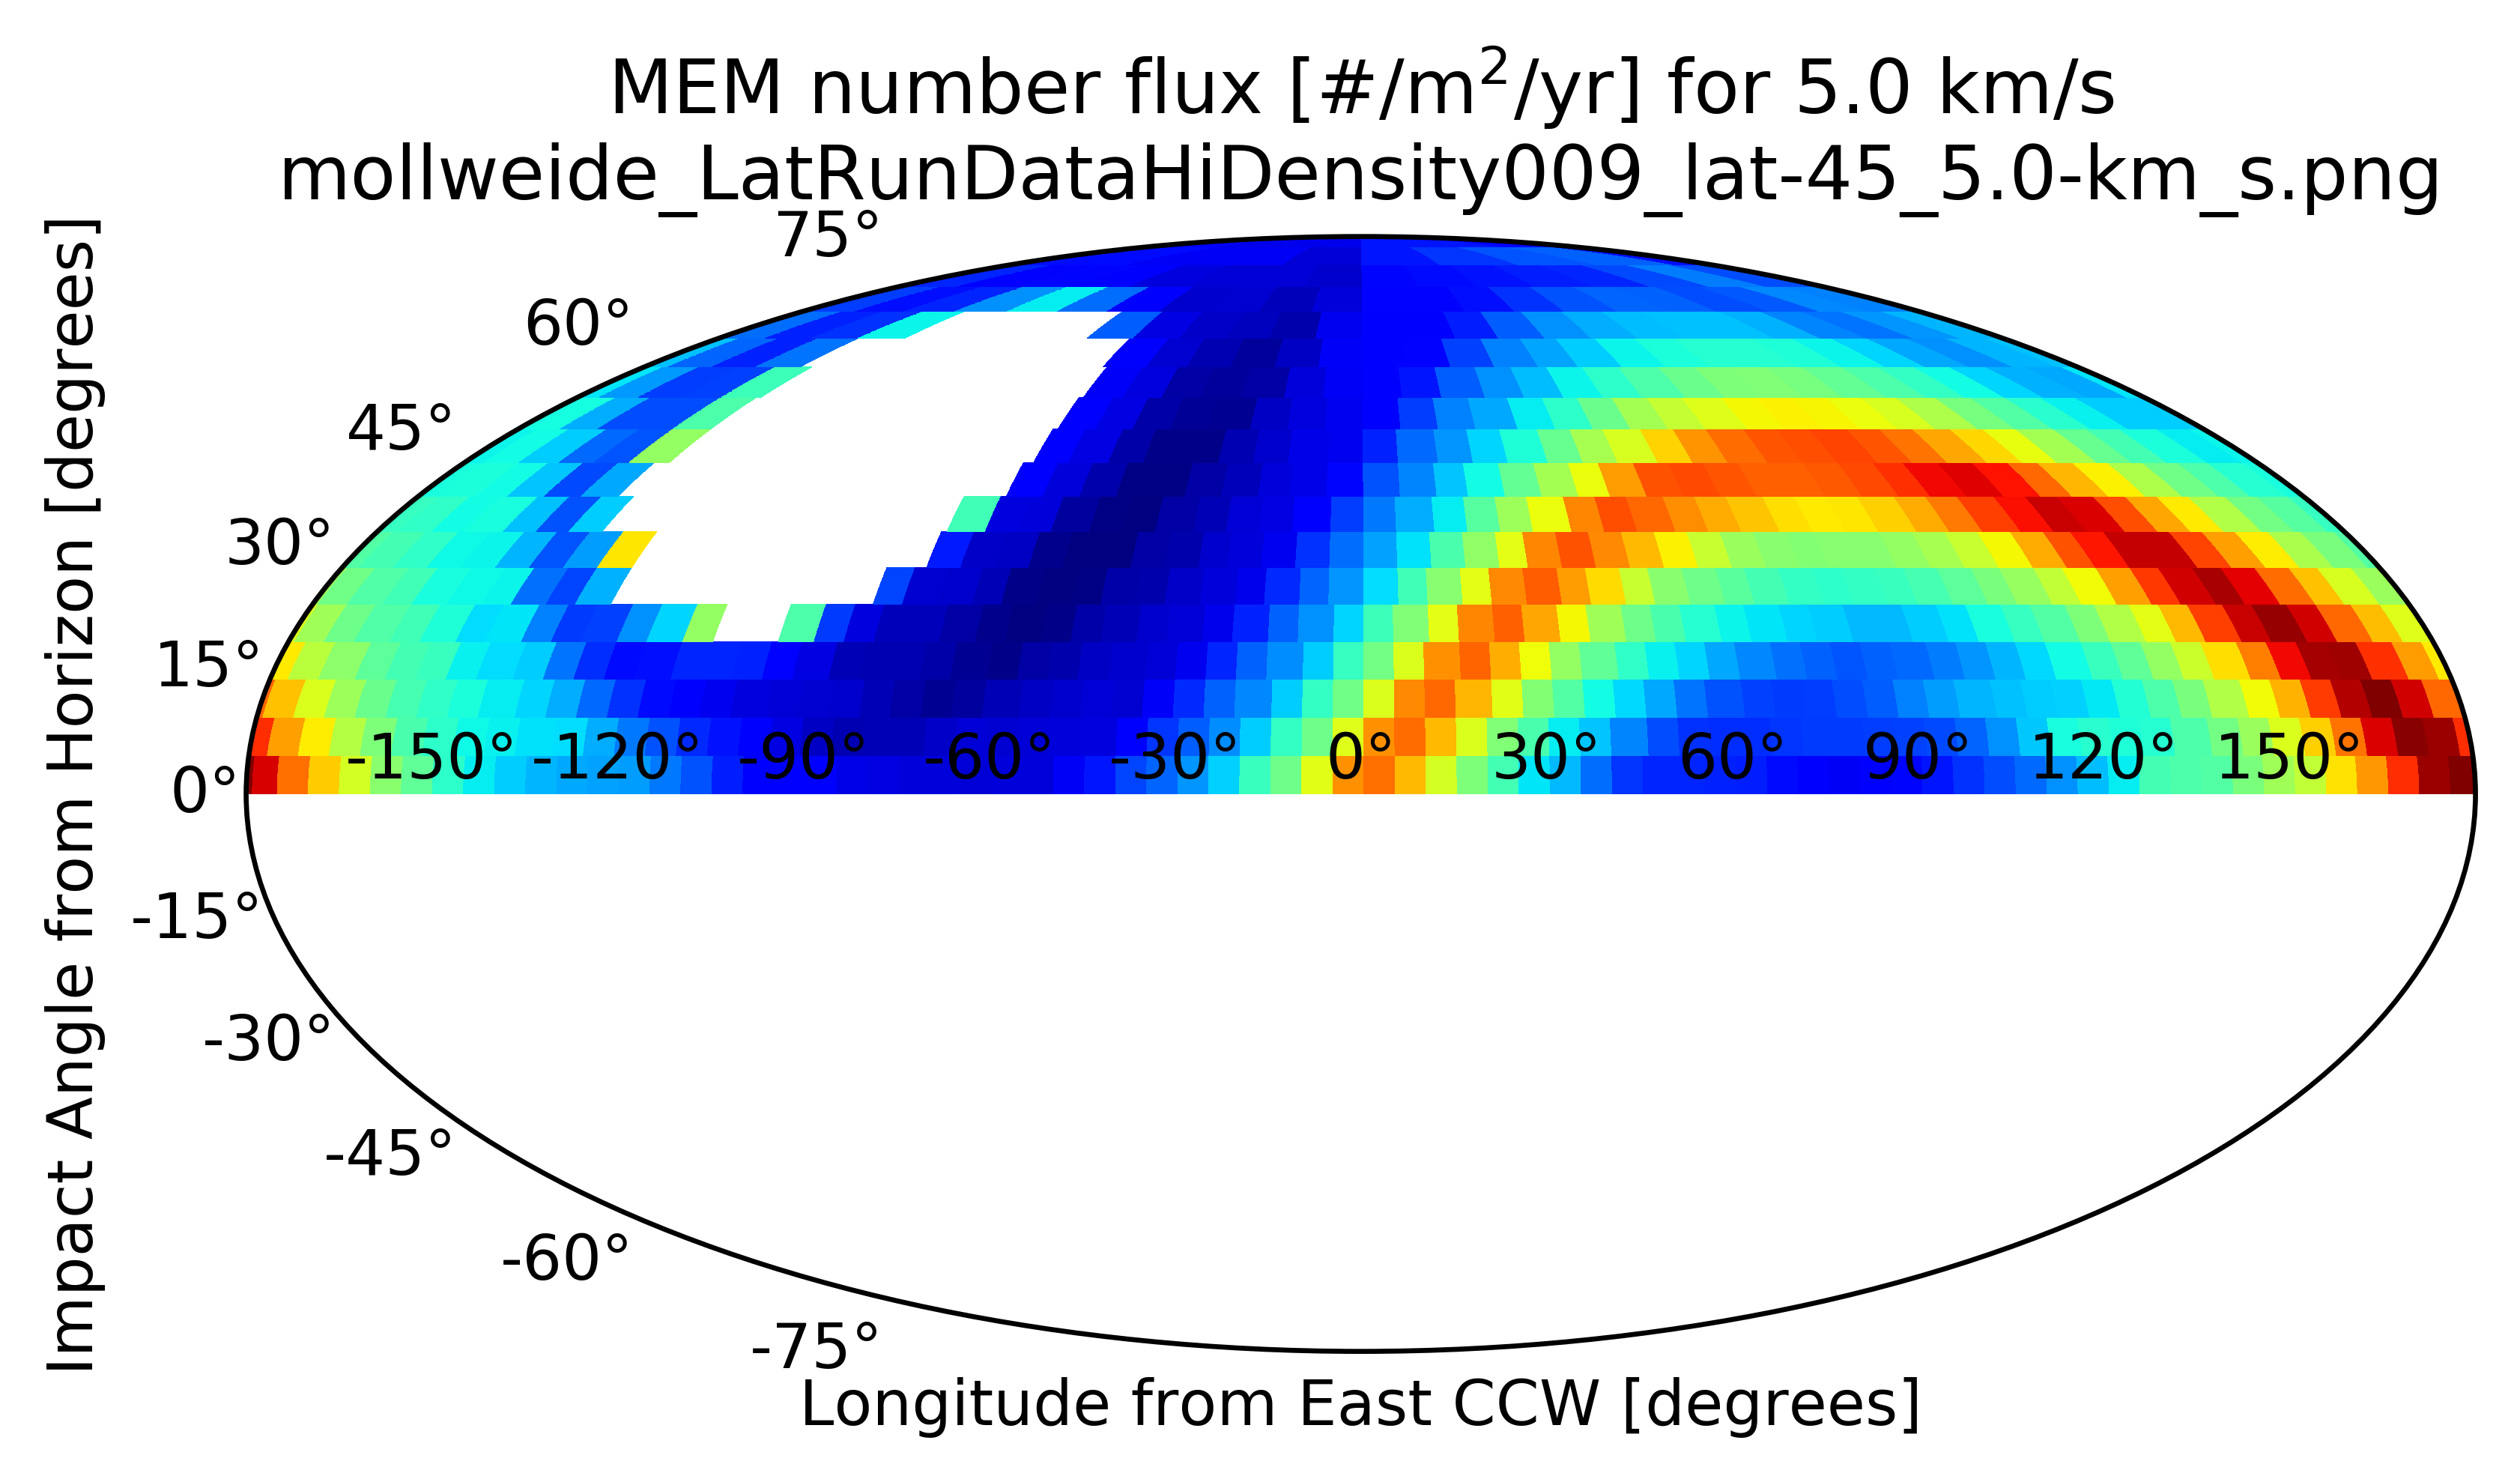 MEM number flux [#/m²/yr] for 5.0 km/s
mollweide_LatRunDataHiDensity009_lat-45_5.0-km_s.png
Impact Angle from Horizon [degrees]
75°
60°
45°
30°
15°
0°
-15°
-30°
-45°
-60°
-75°
-150° -120° -90° -60° -30° 0° 30° 60° 90° 120° 150°
Longitude from East CCW [degrees]